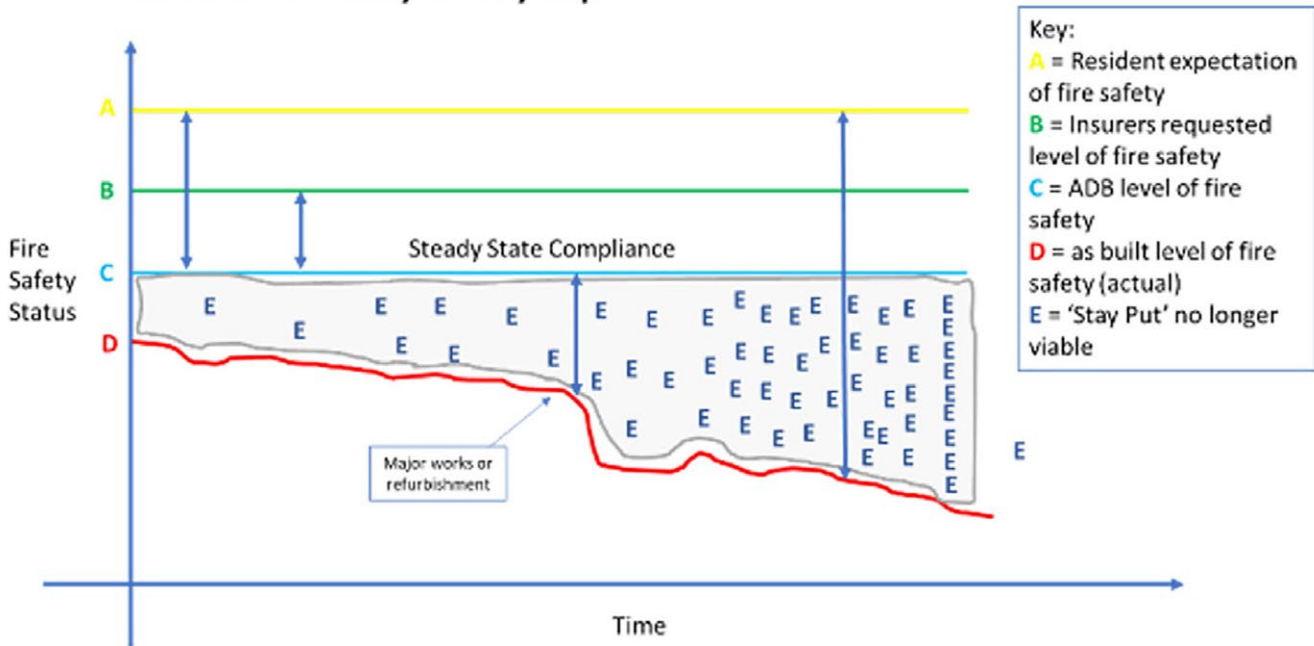 Key:
A = Resident expectation
of fire safety
B = Insurers requested
level of fire safety
C = ADB level of fire
safety
D = as built level of fire
safety (actual)
E = ‘Stay Put’ no longer
viable
A
B
Fire
Safety
Status
C
Steady State Compliance
D
E E E E E E E E E E E E E E
E E E E E E E E E E E E E E
E E E E E E E E E E E E E E
E E E E E E E E E E E E E E
E
Major works or
refurbishment
Time